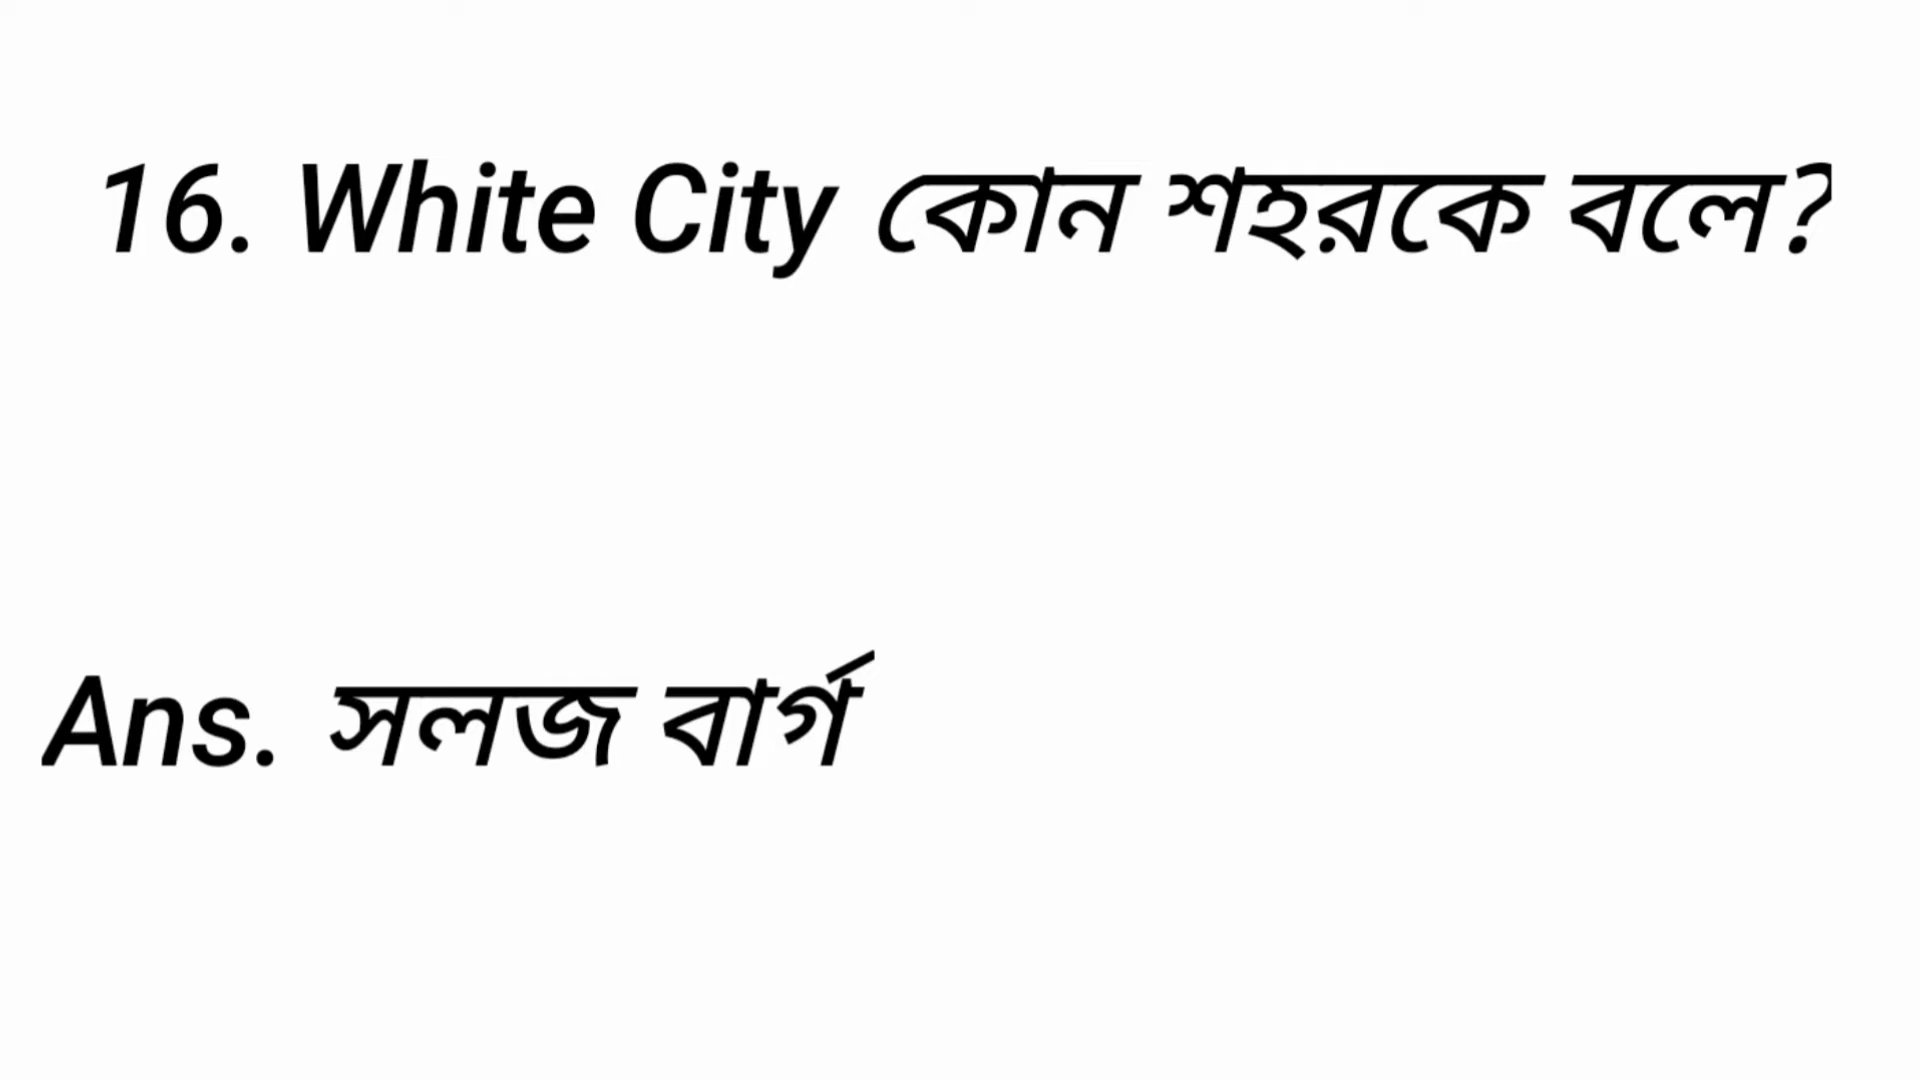 16. White City কোন শহরকে বলে?
Ans. সলজ বার্গ